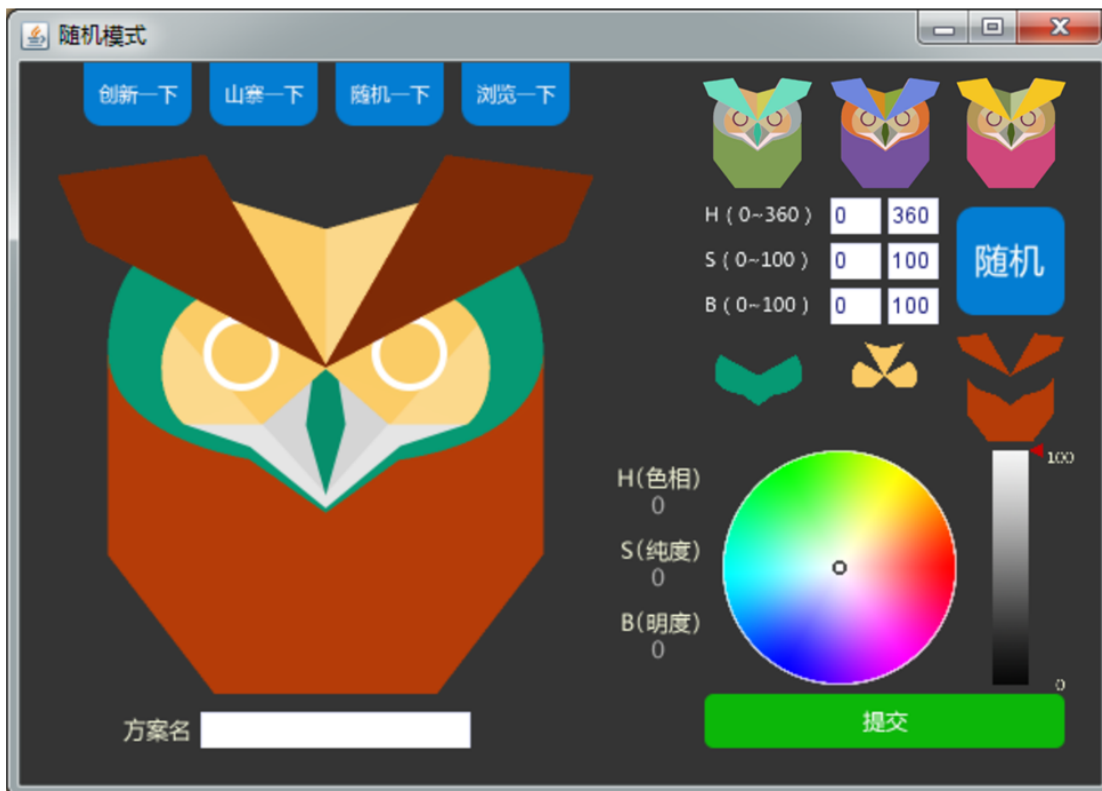 随机模式
创新一下 山寨一下 随机一下 浏览一下
H ( 0~360 ) 0 360
S ( 0~100 ) 0 100
B ( 0~100 ) 0 100
随机
100
H(色相)
0
S(纯度)
0
B(明度)
0
0
提交
方案名